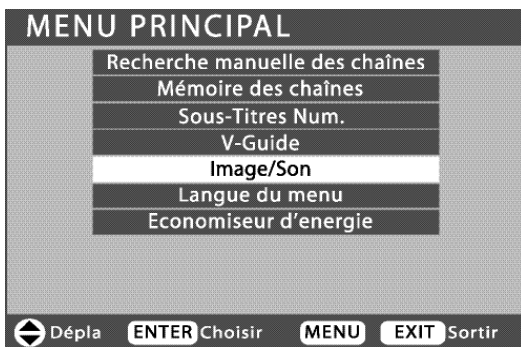 MENU PRINCIPAL
Recherche manuelle des chaînes
Mémoire des chaînes
Sous-Titres Num.
V-Guide
Image/Son
Langue du menu
Economiseur d'energie
Dépla ENTER Choisir MENU EXIT Sortir